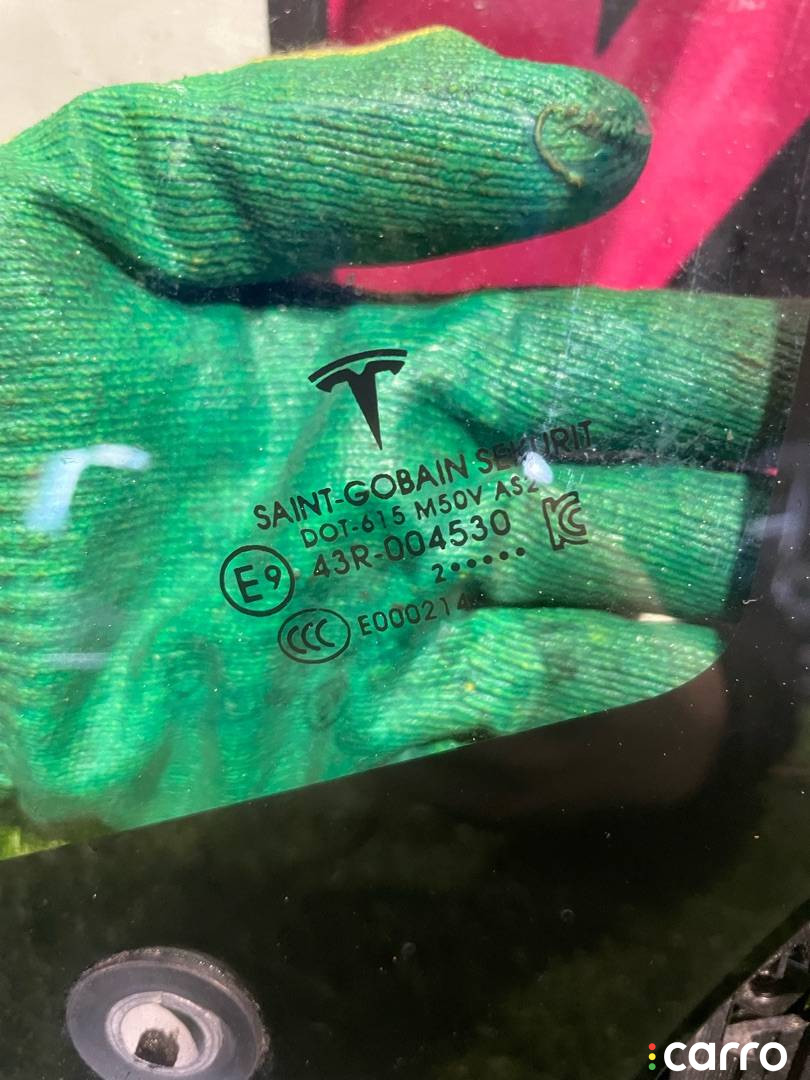 SAINT-GOBAIN SEKURIT
DOT-615 M50V AS2
43R-004530
E9
2•••••
CCC E000214
carro